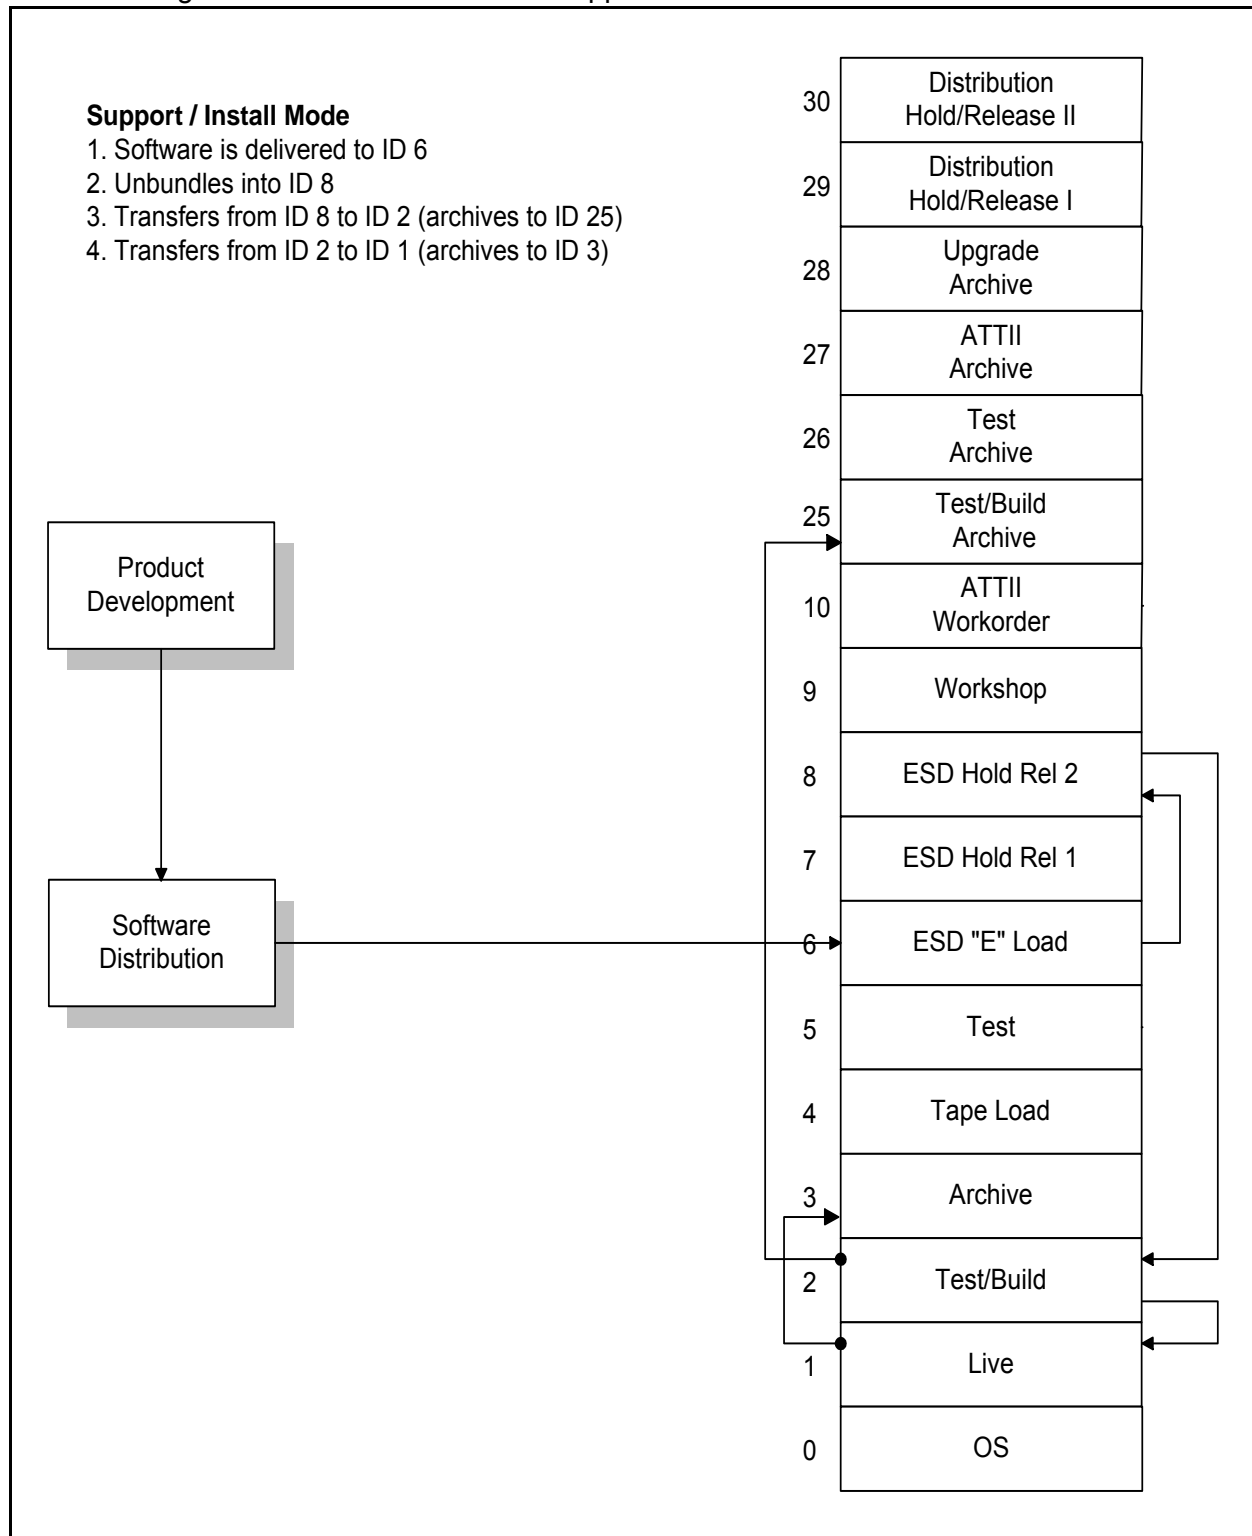 Support / Install Mode
1. Software is delivered to ID 6
2. Unbundles into ID 8
3. Transfers from ID 8 to ID 2 (archives to ID 25)
4. Transfers from ID 2 to ID 1 (archives to ID 3)
30
Distribution
Hold/Release II
29
Distribution
Hold/Release I
28
Upgrade
Archive
27
ATTII
Archive
26
Test
Archive
25
Test/Build
Archive
Product
Development
10
ATTII
Workorder
9
Workshop
8
ESD Hold Rel 2
7
ESD Hold Rel 1
Software
Distribution
6
ESD "E" Load
5
Test
4
Tape Load
3
Archive
2
Test/Build
1
Live
0
OS